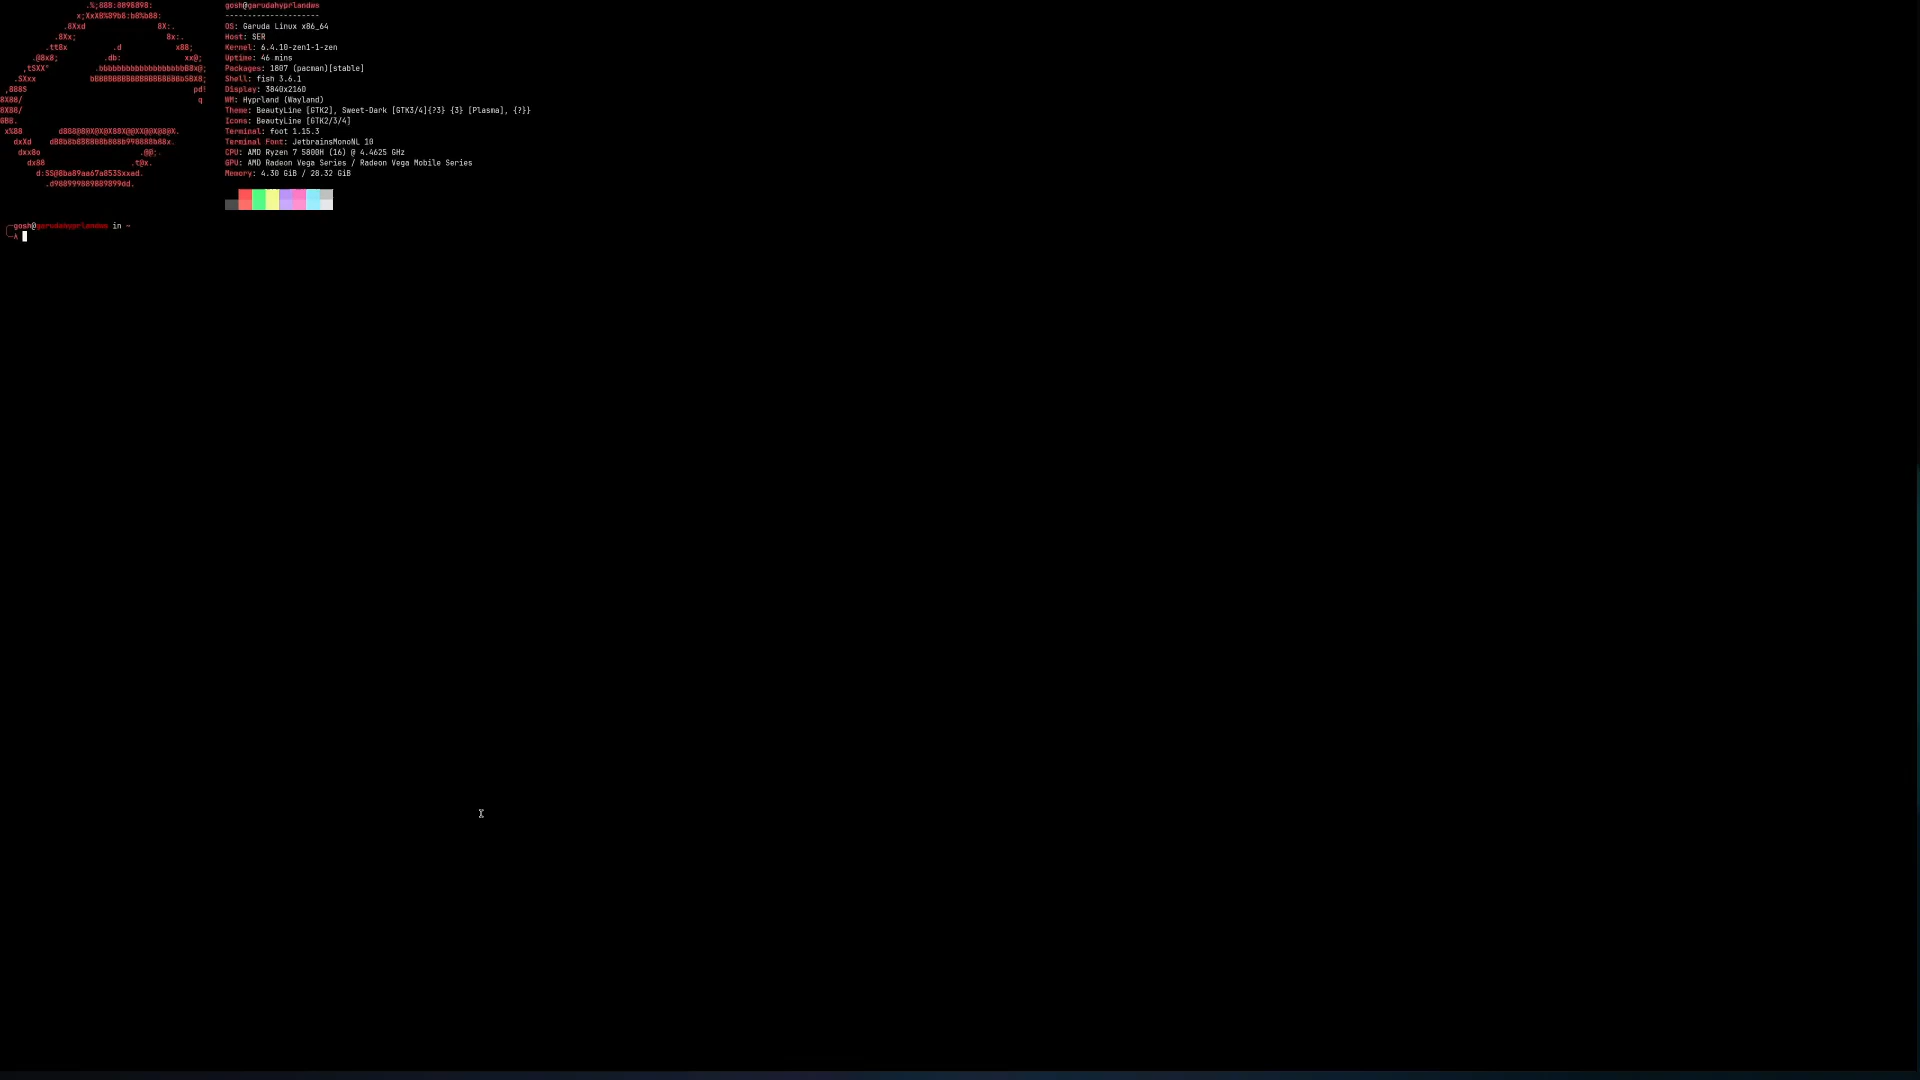 gosh@garudahyprlandws
---------------------
OS: Garuda Linux x86_64
Host: SER
Kernel: 6.4.10-zen1-1-zen
Uptime: 46 mins
Packages: 1807 (pacman)[stable]
Shell: fish 3.6.1
Display: 3840x2160
WM: Hyprland (Wayland)
Theme: BeautyLine [GTK2], Sweet-Dark [GTK3/4]{?3} {3} [Plasma], {?}}
Icons: BeautyLine [GTK2/3/4]
Terminal: foot 1.15.3
Terminal Font: JetbrainsMonoNL 10
CPU: AMD Ryzen 7 5800H (16) @ 4.4625 GHz
GPU: AMD Radeon Vega Series / Radeon Vega Mobile Series
Memory: 4.30 GiB / 28.32 GiB
gosh@garudahyprlandws in ~
λ